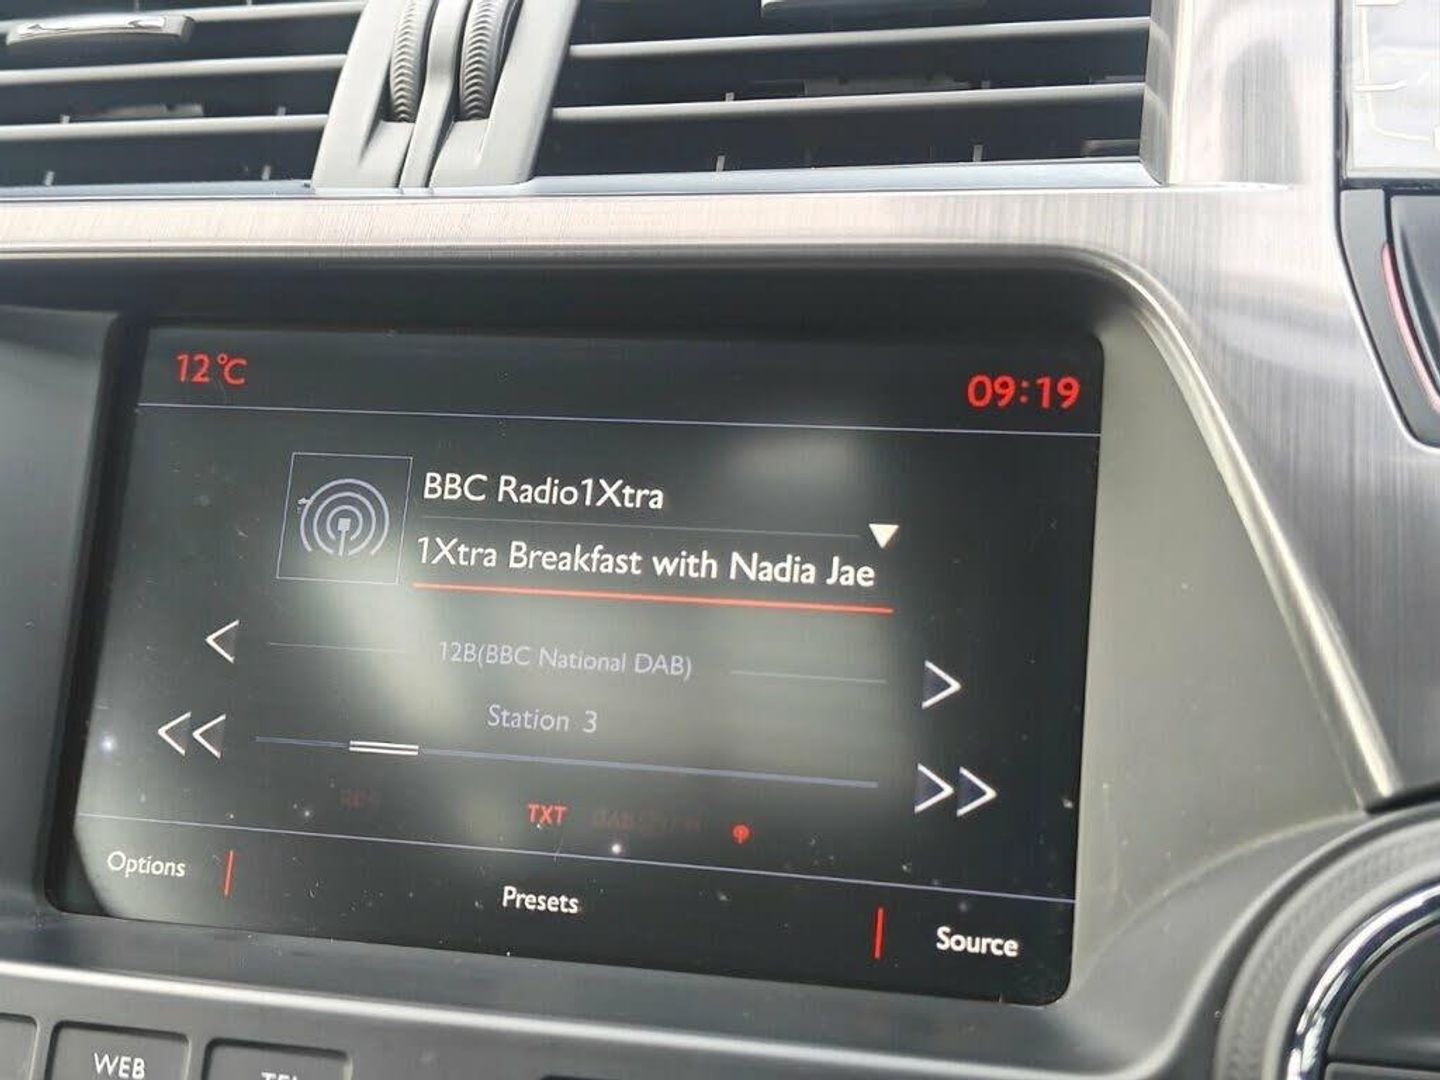 12°C
09:19
BBC Radio1Xtra
1Xtra Breakfast with Nadia Jae
12B(BBC National DAB)
Station 3
TXT
Options
Presets
Source
WEB